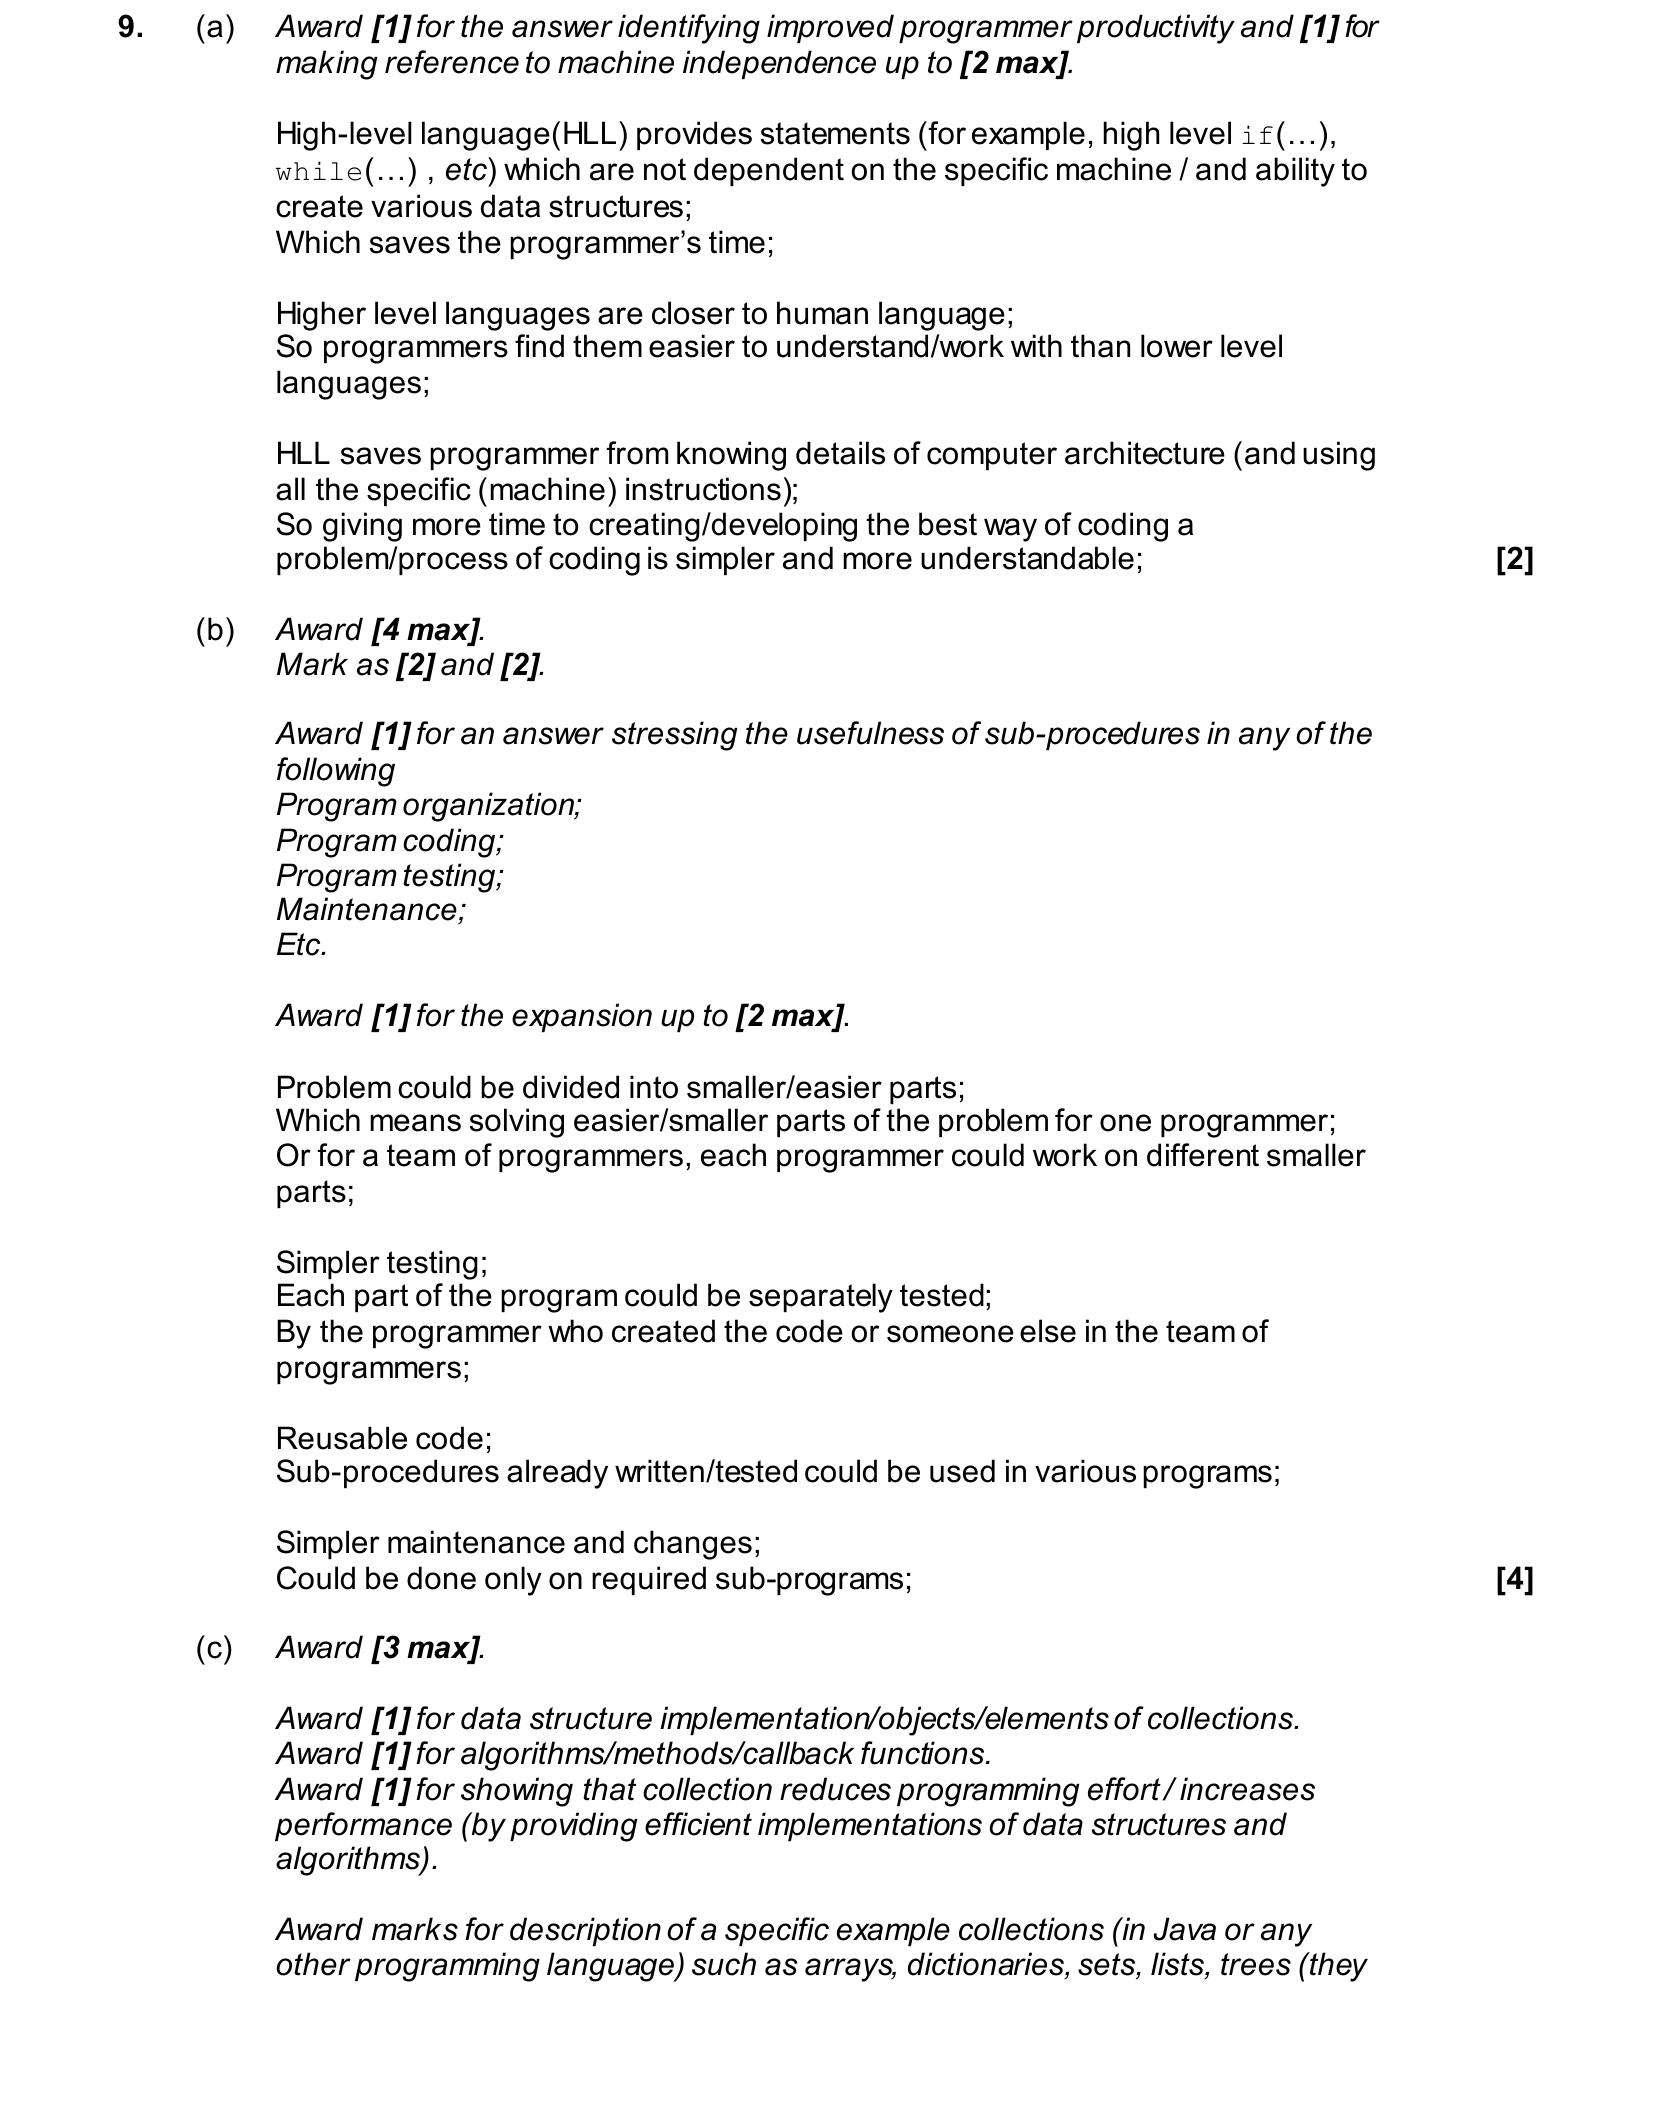 9. (a) Award [1] for the answer identifying improved programmer productivity and [1] for
making reference to machine independence up to [2 max].
High-level language(HLL) provides statements (for example, high level if(…),
while(…) , etc) which are not dependent on the specific machine / and ability to
create various data structures;
Which saves the programmer’s time;
Higher level languages are closer to human language;
So programmers find them easier to understand/work with than lower level
languages;
HLL saves programmer from knowing details of computer architecture (and using
all the specific (machine) instructions);
So giving more time to creating/developing the best way of coding a
problem/process of coding is simpler and more understandable; [2]
(b) Award [4 max].
Mark as [2] and [2].
Award [1] for an answer stressing the usefulness of sub-procedures in any of the
following
Program organization;
Program coding;
Program testing;
Maintenance;
Etc.
Award [1] for the expansion up to [2 max].
Problem could be divided into smaller/easier parts;
Which means solving easier/smaller parts of the problem for one programmer;
Or for a team of programmers, each programmer could work on different smaller
parts;
Simpler testing;
Each part of the program could be separately tested;
By the programmer who created the code or someone else in the team of
programmers;
Reusable code;
Sub-procedures already written/tested could be used in various programs;
Simpler maintenance and changes;
Could be done only on required sub-programs; [4]
(c) Award [3 max].
Award [1] for data structure implementation/objects/elements of collections.
Award [1] for algorithms/methods/callback functions.
Award [1] for showing that collection reduces programming effort / increases
performance (by providing efficient implementations of data structures and
algorithms).
Award marks for description of a specific example collections (in Java or any
other programming language) such as arrays, dictionaries, sets, lists, trees (they